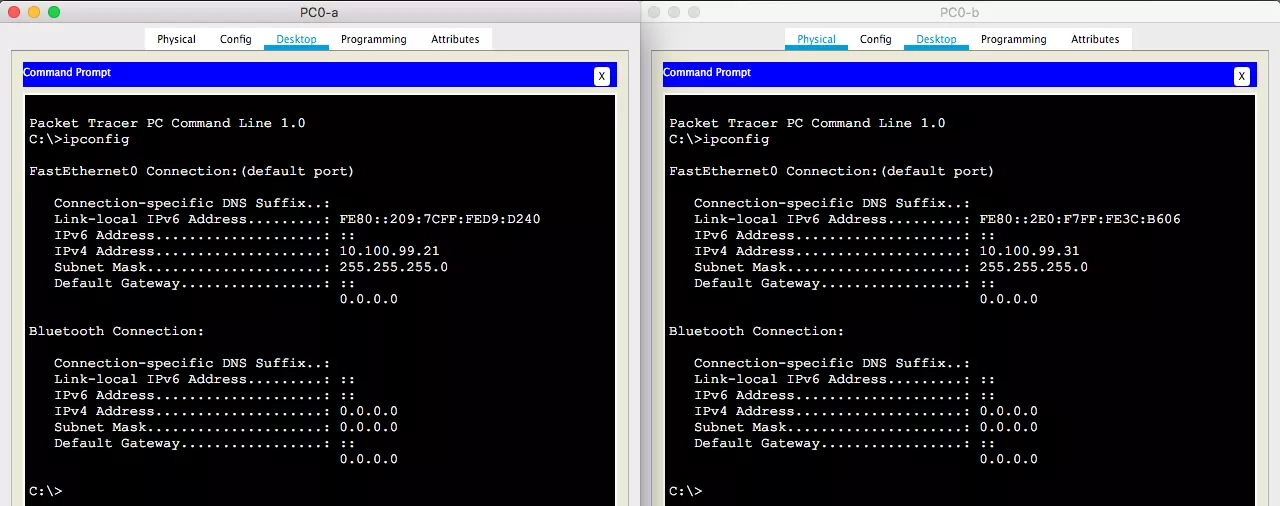 PC0-a
Physical Config Desktop Programming Attributes
Command Prompt
X
Packet Tracer PC Command Line 1.0
C:\>ipconfig
FastEthernet0 Connection:(default port)
Connection-specific DNS Suffix..:
Link-local IPv6 Address.........: FE80::209:7CFF:FED9:D240
IPv6 Address....................: ::
IPv4 Address....................: 10.100.99.21
Subnet Mask.....................: 255.255.255.0
Default Gateway.................: ::
0.0.0.0
Bluetooth Connection:
Connection-specific DNS Suffix..:
Link-local IPv6 Address.........: ::
IPv6 Address....................: ::
IPv4 Address....................: 0.0.0.0
Subnet Mask.....................: 0.0.0.0
Default Gateway.................: ::
0.0.0.0
C:\>
PC0-b
Physical Config Desktop Programming Attributes
Command Prompt
X
Packet Tracer PC Command Line 1.0
C:\>ipconfig
FastEthernet0 Connection:(default port)
Connection-specific DNS Suffix..:
Link-local IPv6 Address.........: FE80::2E0:F7FF:FE3C:B606
IPv6 Address....................: ::
IPv4 Address....................: 10.100.99.31
Subnet Mask.....................: 255.255.255.0
Default Gateway.................: ::
0.0.0.0
Bluetooth Connection:
Connection-specific DNS Suffix..:
Link-local IPv6 Address.........: ::
IPv6 Address....................: ::
IPv4 Address....................: 0.0.0.0
Subnet Mask.....................: 0.0.0.0
Default Gateway.................: ::
0.0.0.0
C:\>